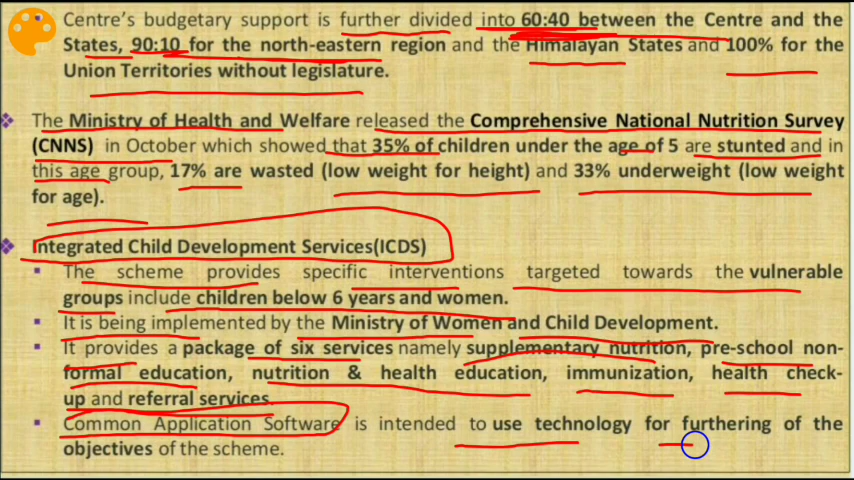 Centre's budgetary support is further divided into 60:40 between the Centre and the
States, 90:10 for the north-eastern region and the Himalayan States and 100% for the
Union Territories without legislature.
The Ministry of Health and Welfare released the Comprehensive National Nutrition Survey
(CNNS) in October which showed that 35% of children under the age of 5 are stunted and in
this age group, 17% are wasted (low weight for height) and 33% underweight (low weight
for age).
Integrated Child Development Services(ICDS)
The scheme provides specific interventions targeted towards the vulnerable
groups include children below 6 years and women.
It is being implemented by the Ministry of Women and Child Development.
It provides a package of six services namely supplementary nutrition, pre-school non-
formal education, nutrition & health education, immunization, health check-
up and referral services.
Common Application Software is intended to use technology for furthering of the
objectives of the scheme.